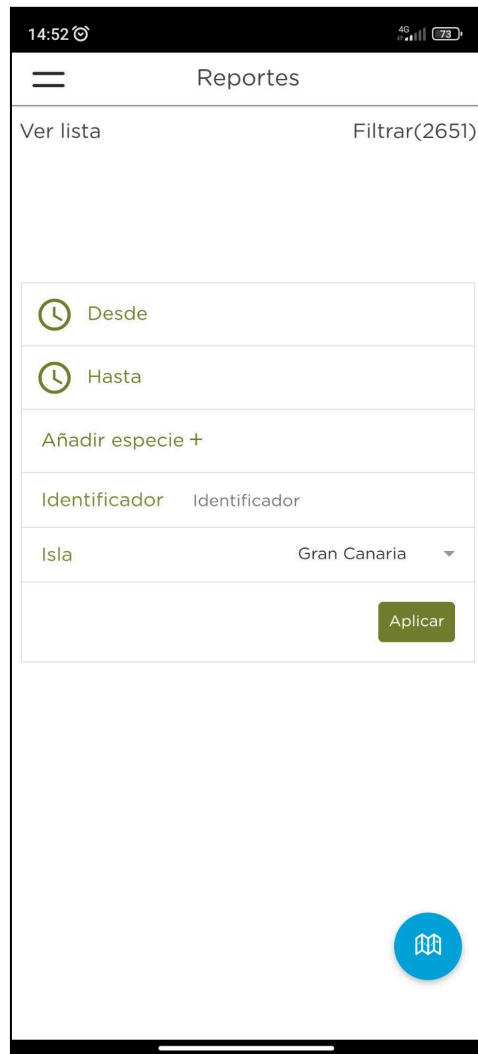 14:52 4G 73
Reportes
Ver lista Filtrar(2651)
Desde
Hasta
Añadir especie +
Identificador Identificador
Isla Gran Canaria
Aplicar